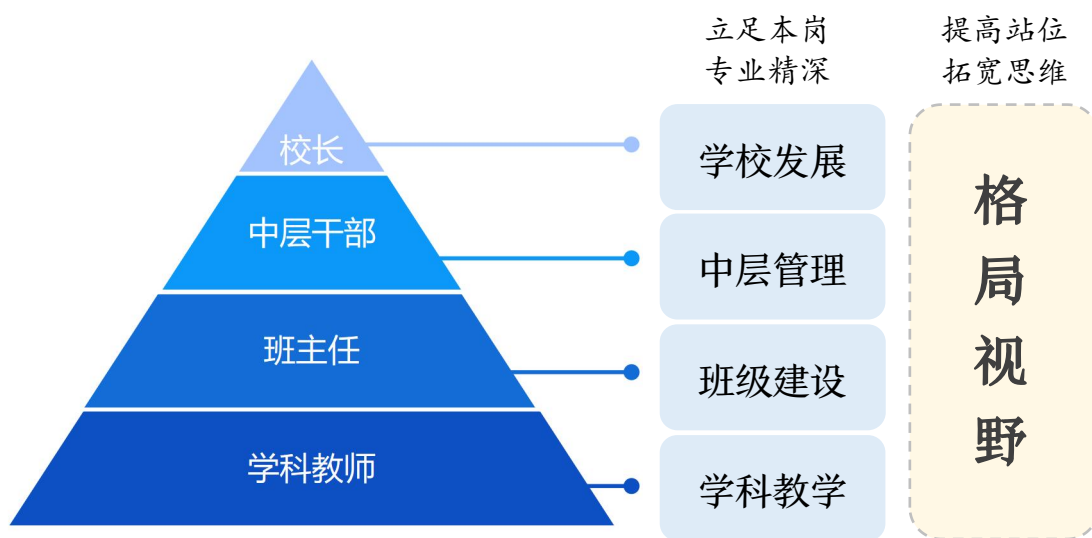 立足本岗
专业精深
提高站位
拓宽思维
校长
学校发展
中层干部
中层管理
班主任
班级建设
学科教师
学科教学
格
局
视
野